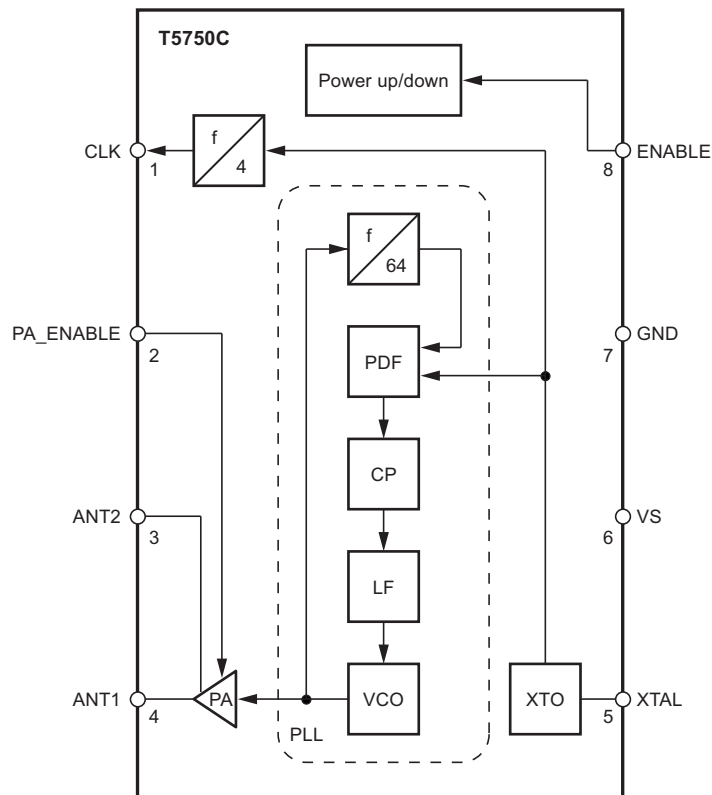 T5750C
Power up/down
CLK
1
f
4
ENABLE
8
f
64
PA_ENABLE
2
PDF
GND
7
CP
ANT2
3
VS
6
LF
ANT1
4
PA
VCO
XTO
XTAL
5
PLL